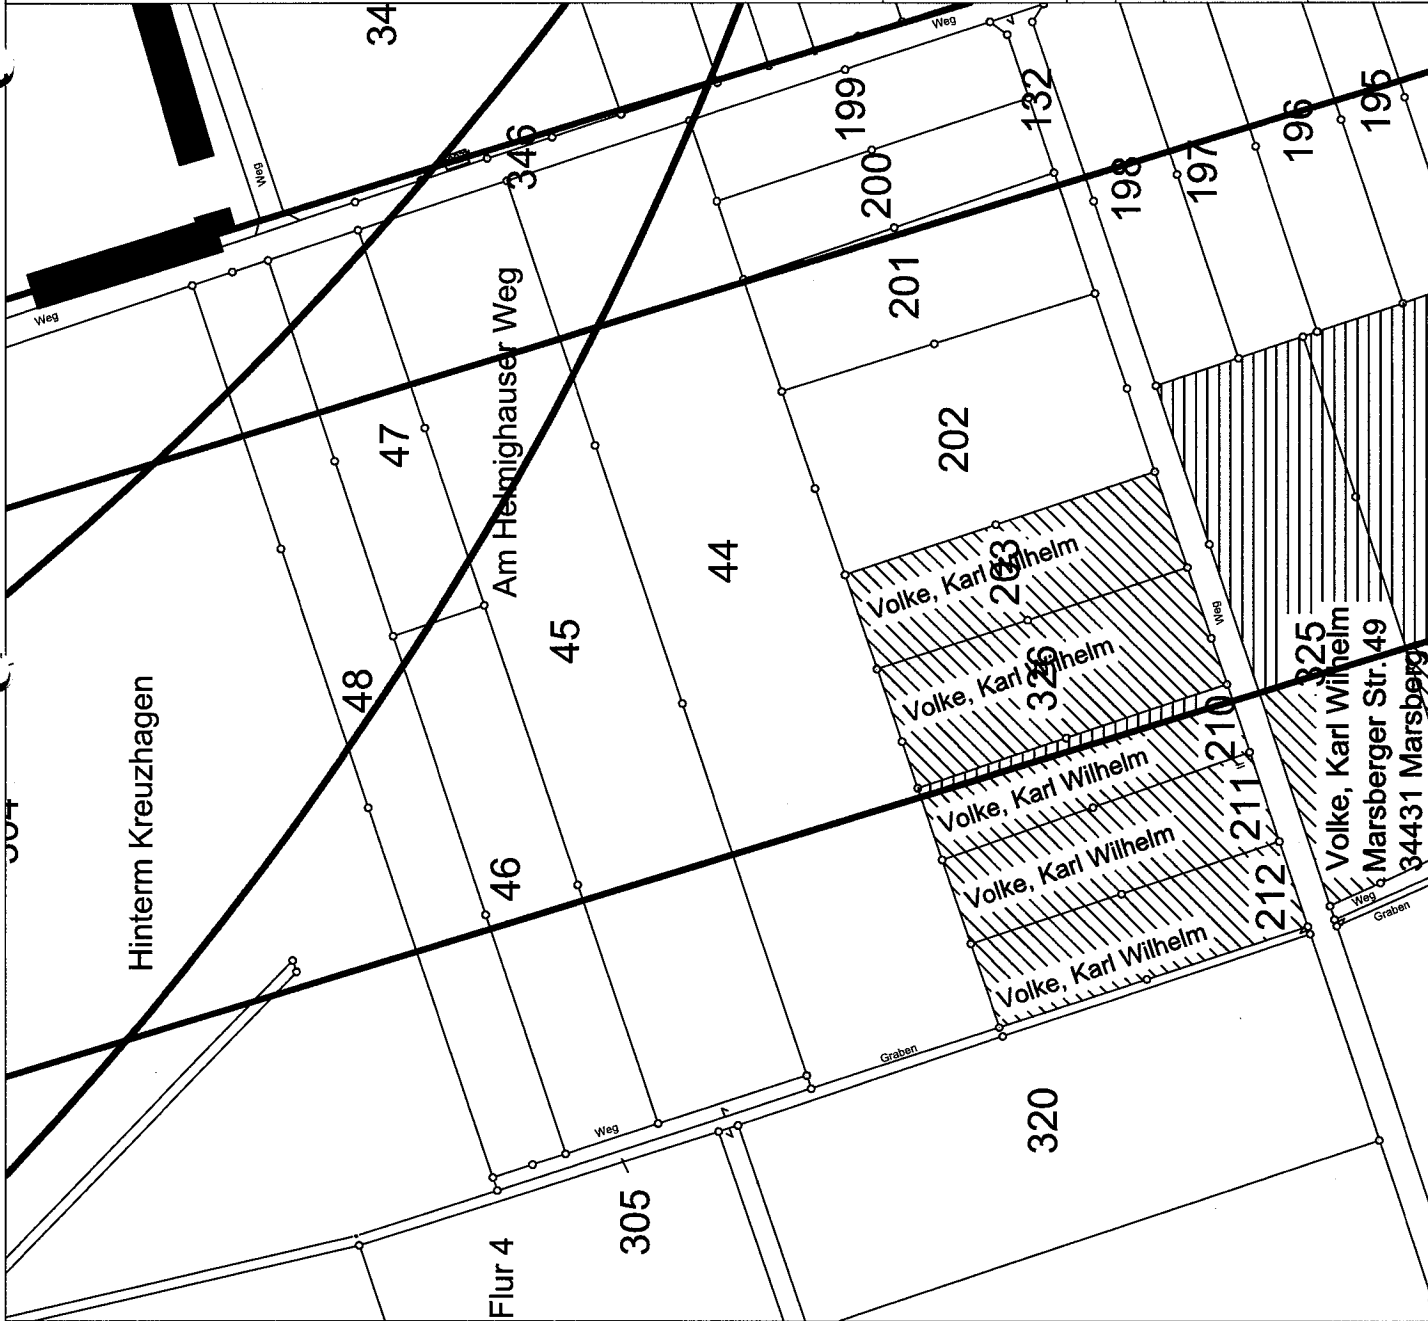 Weg
34
Weg
346
199
132
200
198
197
196
195
Weg
201
47
Am Helmighauser Weg
202
44
Volke, Karl Wilhelm
203
45
48
Hinterm Kreuzhagen
Volke, Karl Wilhelm
326
Weg
325
Volke, Karl Wilhelm
Marsberger Str. 49
34431 Marsberg
210
Volke, Karl Wilhelm
211
46
Volke, Karl Wilhelm
212
Volke, Karl Wilhelm
Weg
Graben
Graben
Weg
320
305
Flur 4